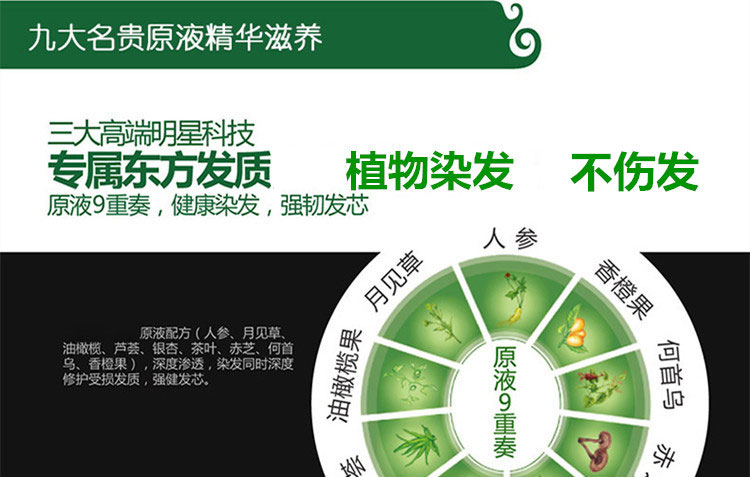 九大名贵原液精华滋养
三大高端明星科技
专属东方发质
植物染发
不伤发
原液9重奏，健康染发，强韧发芯
人参
月见草
香橙果
原液配方（人参、月见草、
油橄榄、芦荟、银杏、茶叶、赤芝、何首
乌、香橙果），深度渗透，染发同时深度
修护受损发质，强健发芯。
油橄榄果
何首乌
原液9重奏
赤